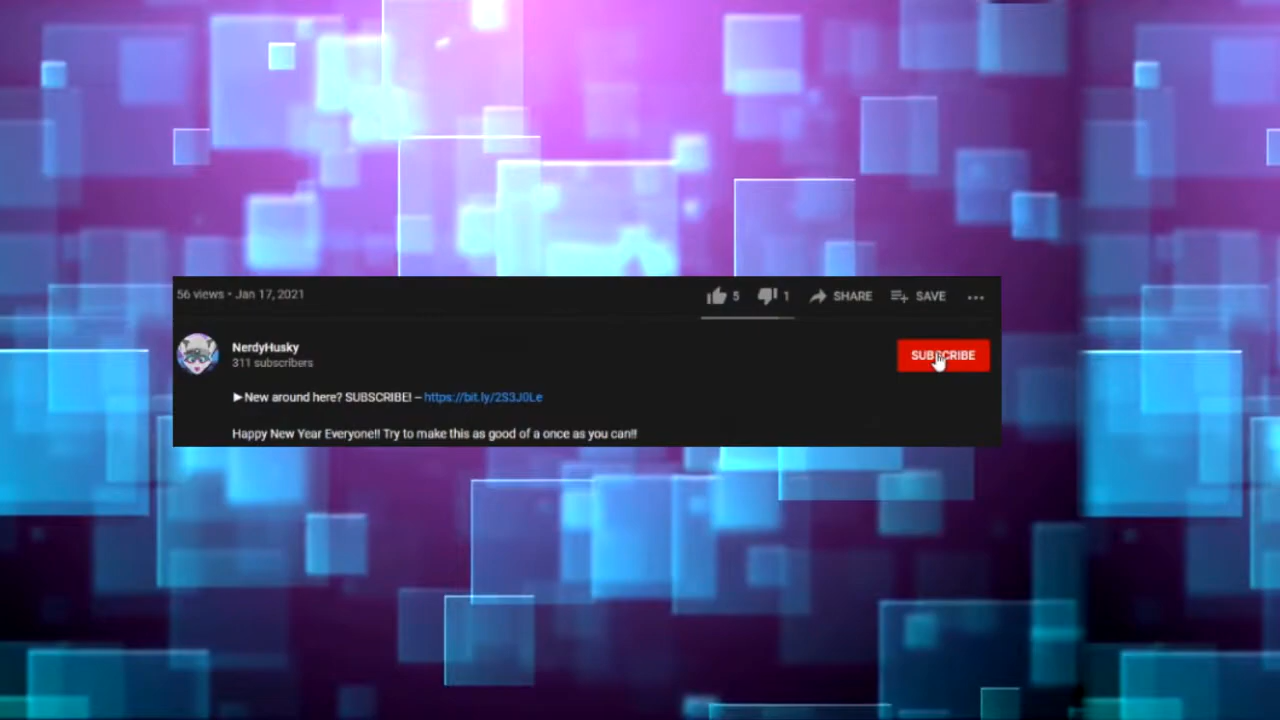 56 views • Jan 17, 2021
5 1 SHARE SAVE
NerdyHusky
311 subscribers
SUBSCRIBE
▶New around here? SUBSCRIBE! – https://bit.ly/2S3J0Le
Happy New Year Everyone!! Try to make this as good of a once as you can!!